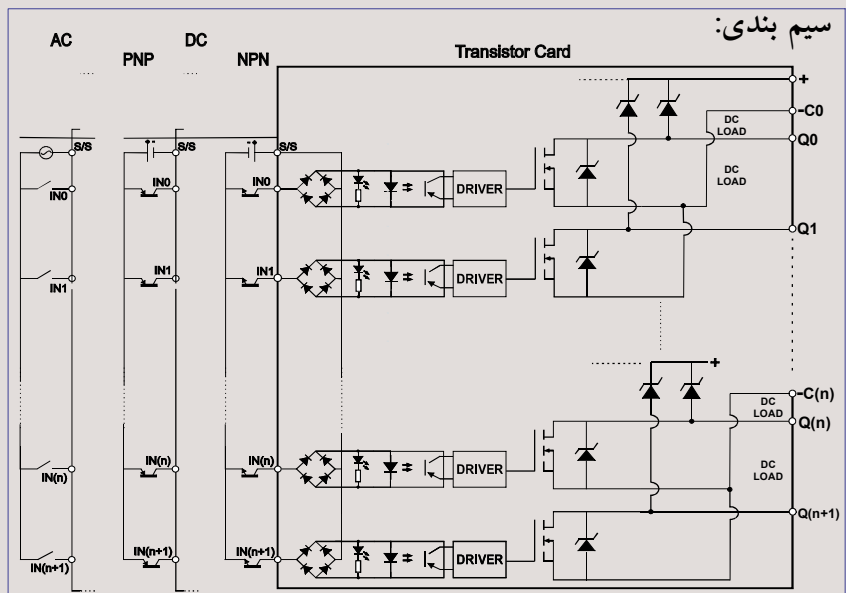 سیم بندی:
AC
DC
PNP
NPN
Transistor Card
+
-C0
DC LOAD
Q0
DC LOAD
S/S
S/S
S/S
IN0
IN0
IN0
DRIVER
Q1
IN1
IN1
IN1
DRIVER
+
-C(n)
DC LOAD
Q(n)
IN(n)
IN(n)
IN(n)
DRIVER
DC LOAD
Q(n+1)
IN(n+1)
IN(n+1)
IN(n+1)
DRIVER